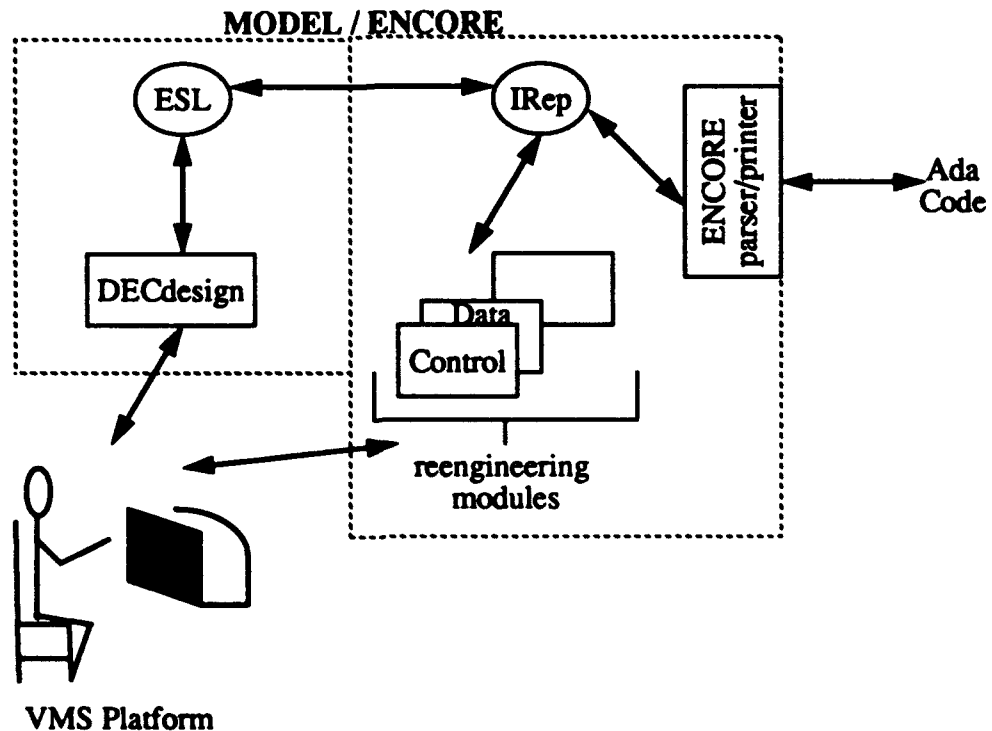 MODEL / ENCORE
ESL
IRep
ENCORE
parser/printer
Ada
Code
DECdesign
Data
Control
reengineering
modules
VMS Platform